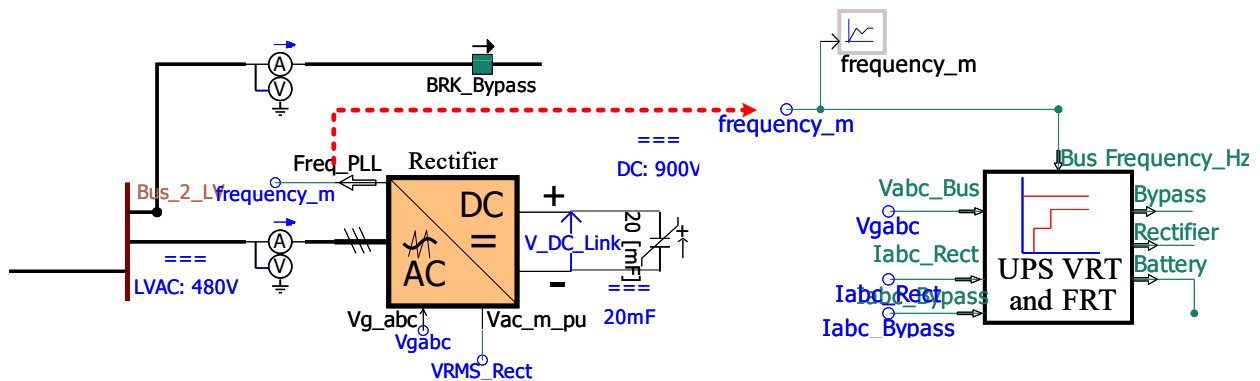 A
V
BRK_Bypass
frequency_m
frequency_m
===
DC: 900V
Freq_PLL
Rectifier
Bus_2_LV
frequency_m
DC
=
AC
+
V_DC_Link
-
20 [mF]
+
===
20mF
A
V
===
LVAC: 480V
Vg_abc
Vgabc
Vac_m_pu
VRMS_Rect
Bus Frequency_Hz
Vabc_Bus
Vgabc
Iabc_Rect
Iabc_Rect
Iabc_Bypass
Iabc_Bypass
UPS VRT
and FRT
Bypass
Rectifier
Battery